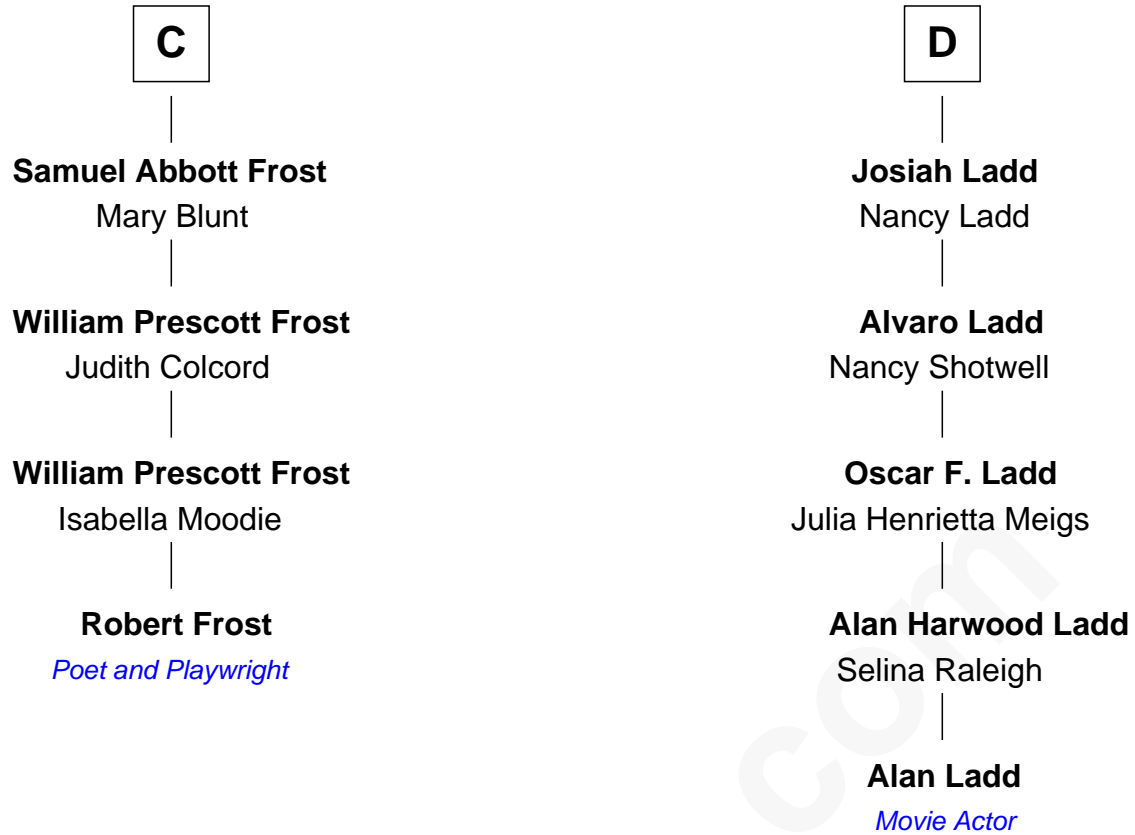 C
Samuel Abbott Frost
Mary Blunt
William Prescott Frost
Judith Colcord
William Prescott Frost
Isabella Moodie
Robert Frost
Poet and Playwright
D
Josiah Ladd
Nancy Ladd
Alvaro Ladd
Nancy Shotwell
Oscar F. Ladd
Julia Henrietta Meigs
Alan Harwood Ladd
Selina Raleigh
Alan Ladd
Movie Actor
com